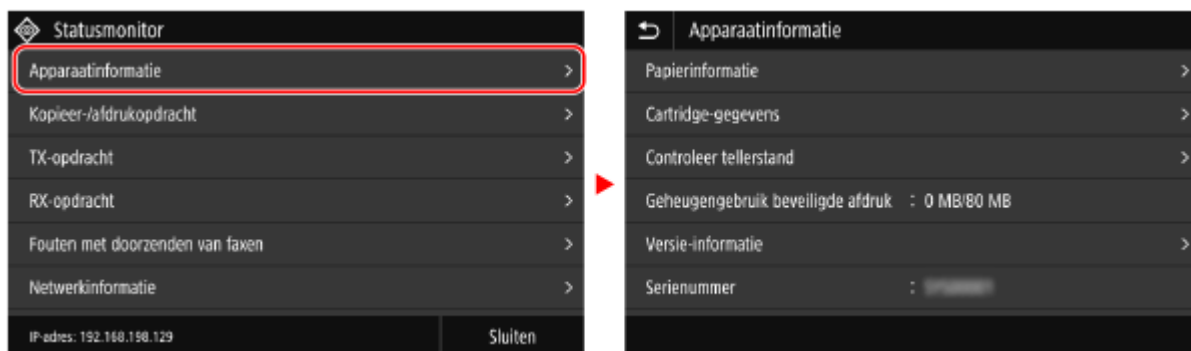 Statusmonitor
Apparaatinformatie
Kopieer-/afdrukopdracht
TX-opdracht
RX-opdracht
Fouten met doorzenden van faxen
Netwerkinformatie
IP-adres: 192.168.198.129 Sluiten
Apparaatinformatie
Papierinformatie
Cartridge-gegevens
Controleer tellerstand
Geheugengebruik beveiligde afdruk : 0 MB/80 MB
Versie-informatie
Serienummer :